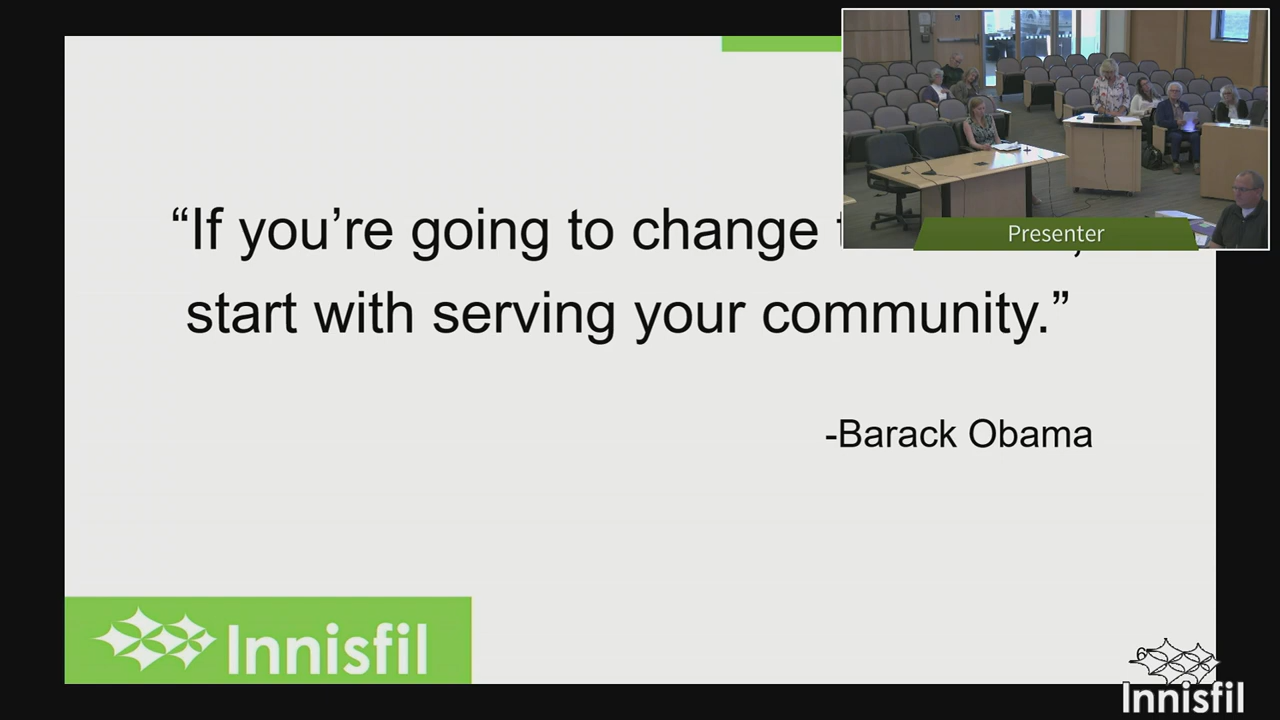 “If you’re going to change
start with serving your community.”
-Barack Obama
Presenter
Innisfil
Innisfil